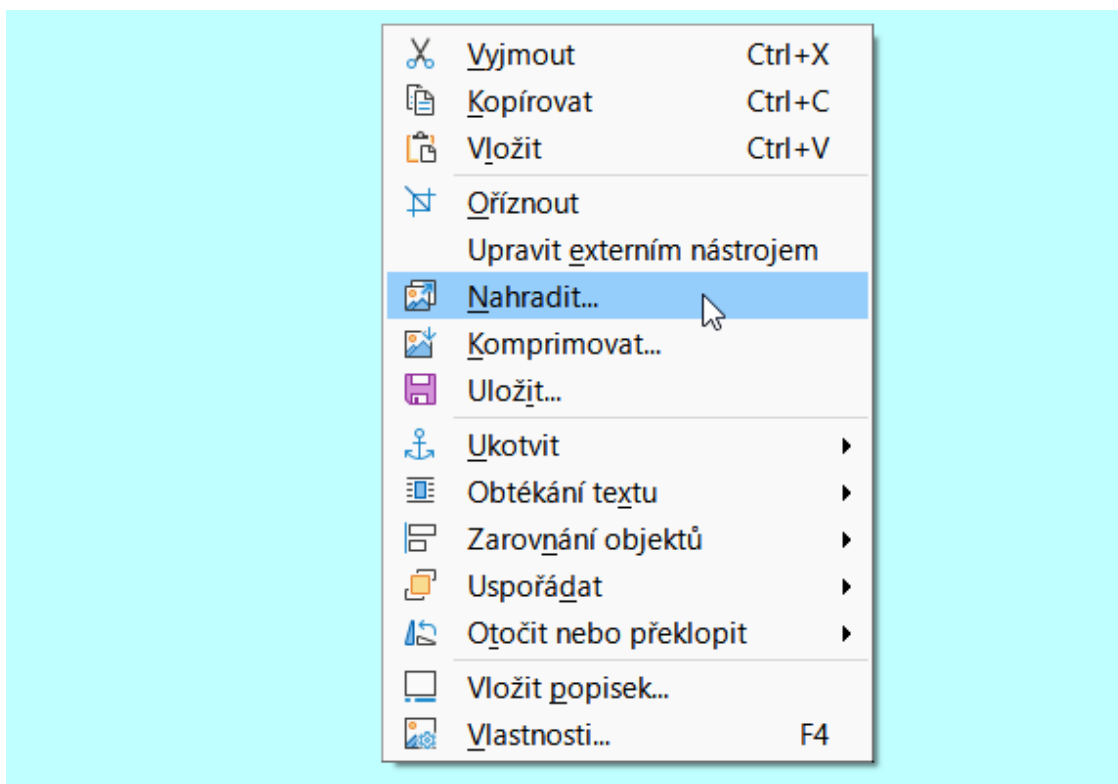 Vyjmout Ctrl+X
Kopírovat Ctrl+C
Vložit Ctrl+V
Oříznout
Upravit externím nástrojem
Nahradit...
Komprimovat...
Uložit...
Ukotvit
Obtékání textu
Zarovnání objektů
Uspořádat
Otočit nebo překlopit
Vložit popisek...
Vlastnosti... F4